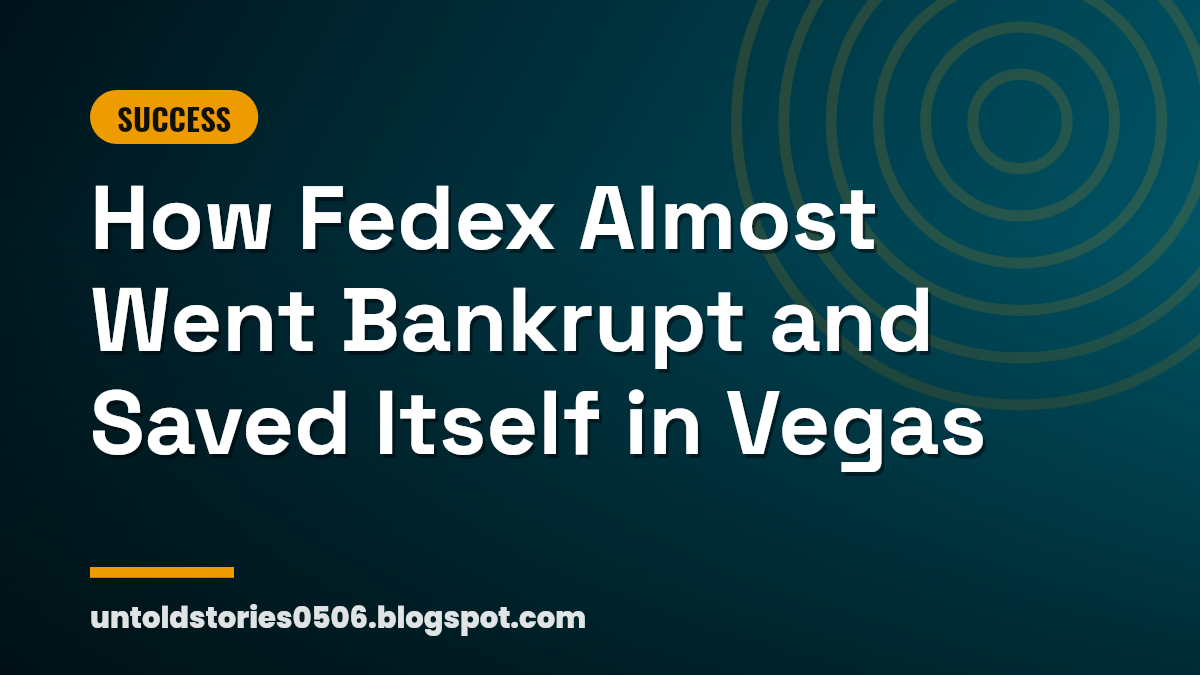 SUCCESS
How Fedex Almost
Went Bankrupt and
Saved Itself in Vegas
untoldstories0506.blogspot.com